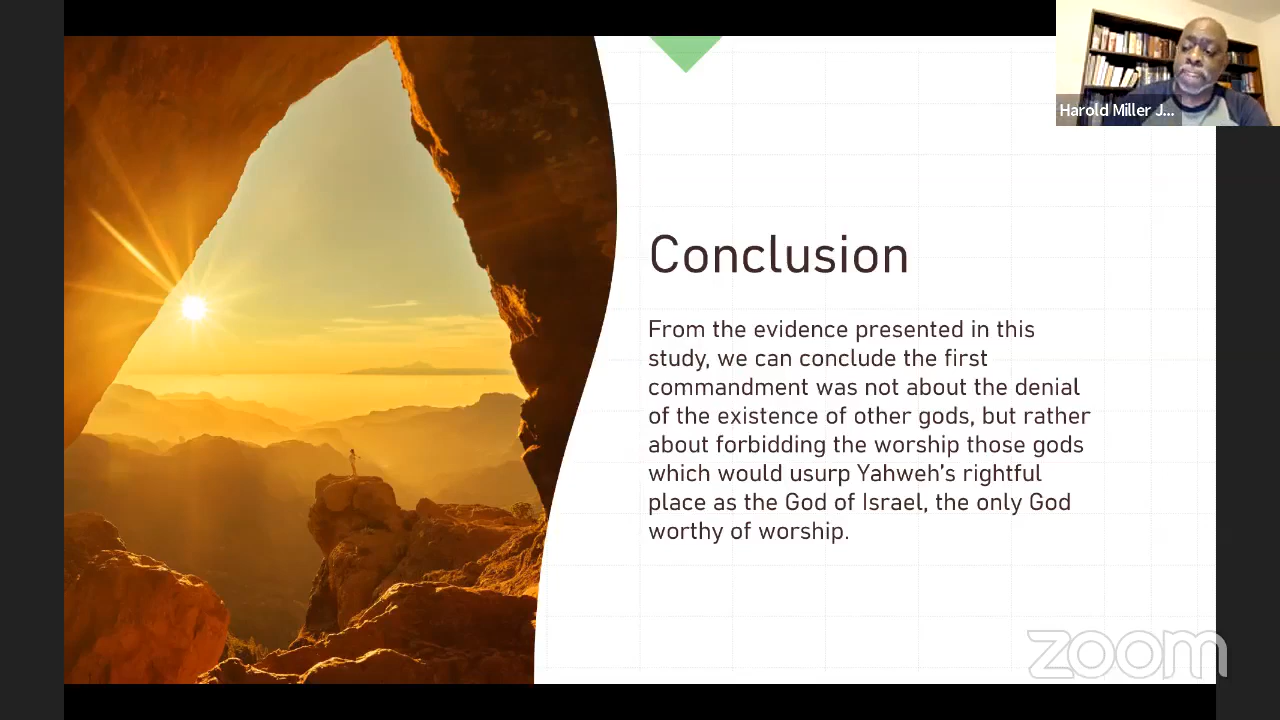 Harold Miller J...
Conclusion
From the evidence presented in this
study, we can conclude the first
commandment was not about the denial
of the existence of other gods, but rather
about forbidding the worship those gods
which would usurp Yahweh's rightful
place as the God of Israel, the only God
worthy of worship.
zoom